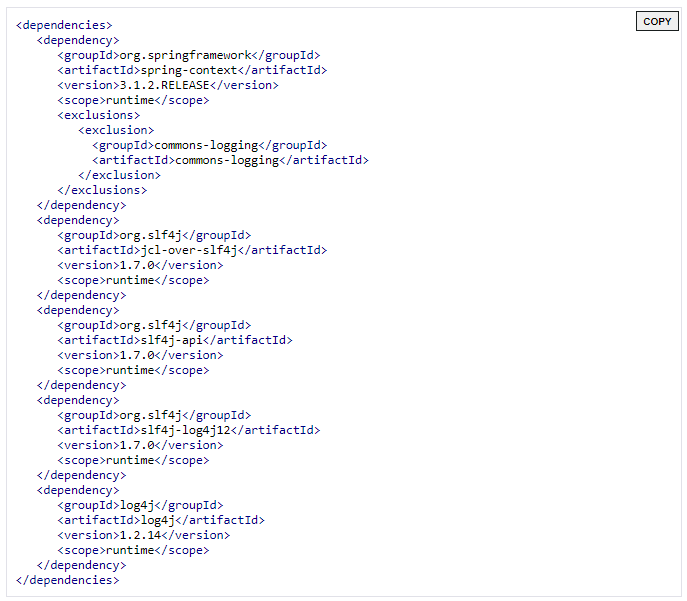 COPY
<dependencies>
   <dependency>
      <groupId>org.springframework</groupId>
      <artifactId>spring-context</artifactId>
      <version>3.1.2.RELEASE</version>
      <scope>runtime</scope>
      <exclusions>
         <exclusion>
           <groupId>commons-logging</groupId>
           <artifactId>commons-logging</artifactId>
         </exclusion>
      </exclusions>
   </dependency>
   <dependency>
      <groupId>org.slf4j</groupId>
      <artifactId>jcl-over-slf4j</artifactId>
      <version>1.7.0</version>
      <scope>runtime</scope>
   </dependency>
   <dependency>
      <groupId>org.slf4j</groupId>
      <artifactId>slf4j-api</artifactId>
      <version>1.7.0</version>
      <scope>runtime</scope>
   </dependency>
   <dependency>
      <groupId>org.slf4j</groupId>
      <artifactId>slf4j-log4j12</artifactId>
      <version>1.7.0</version>
      <scope>runtime</scope>
   </dependency>
   <dependency>
      <groupId>log4j</groupId>
      <artifactId>log4j</artifactId>
      <version>1.2.14</version>
      <scope>runtime</scope>
   </dependency>
</dependencies>